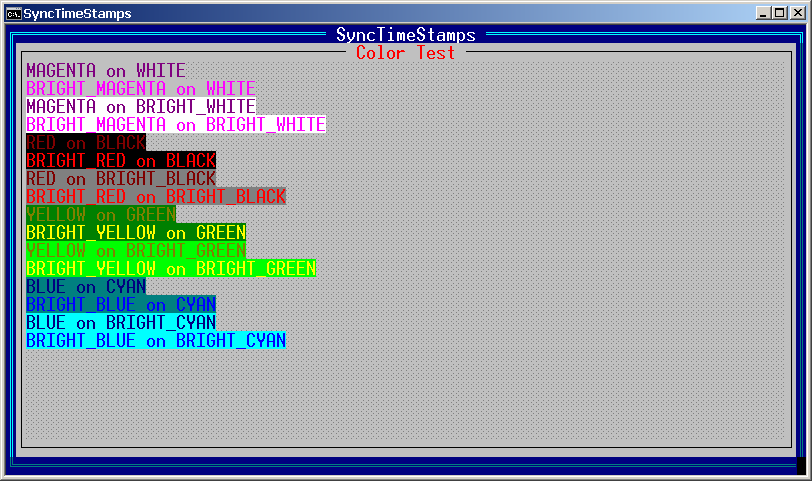 SyncTimeStamps
SyncTimeStamps
Color Test
MAGENTA on WHITE
BRIGHT_MAGENTA on WHITE
MAGENTA on BRIGHT_WHITE
BRIGHT_MAGENTA on BRIGHT_WHITE
RED on BLACK
BRIGHT_RED on BLACK
RED on BRIGHT_BLACK
BRIGHT_RED on BRIGHT_BLACK
YELLOW on GREEN
BRIGHT_YELLOW on GREEN
YELLOW on BRIGHT_GREEN
BRIGHT_YELLOW on BRIGHT_GREEN
BLUE on CYAN
BRIGHT_BLUE on CYAN
BLUE on BRIGHT_CYAN
BRIGHT_BLUE on BRIGHT_CYAN